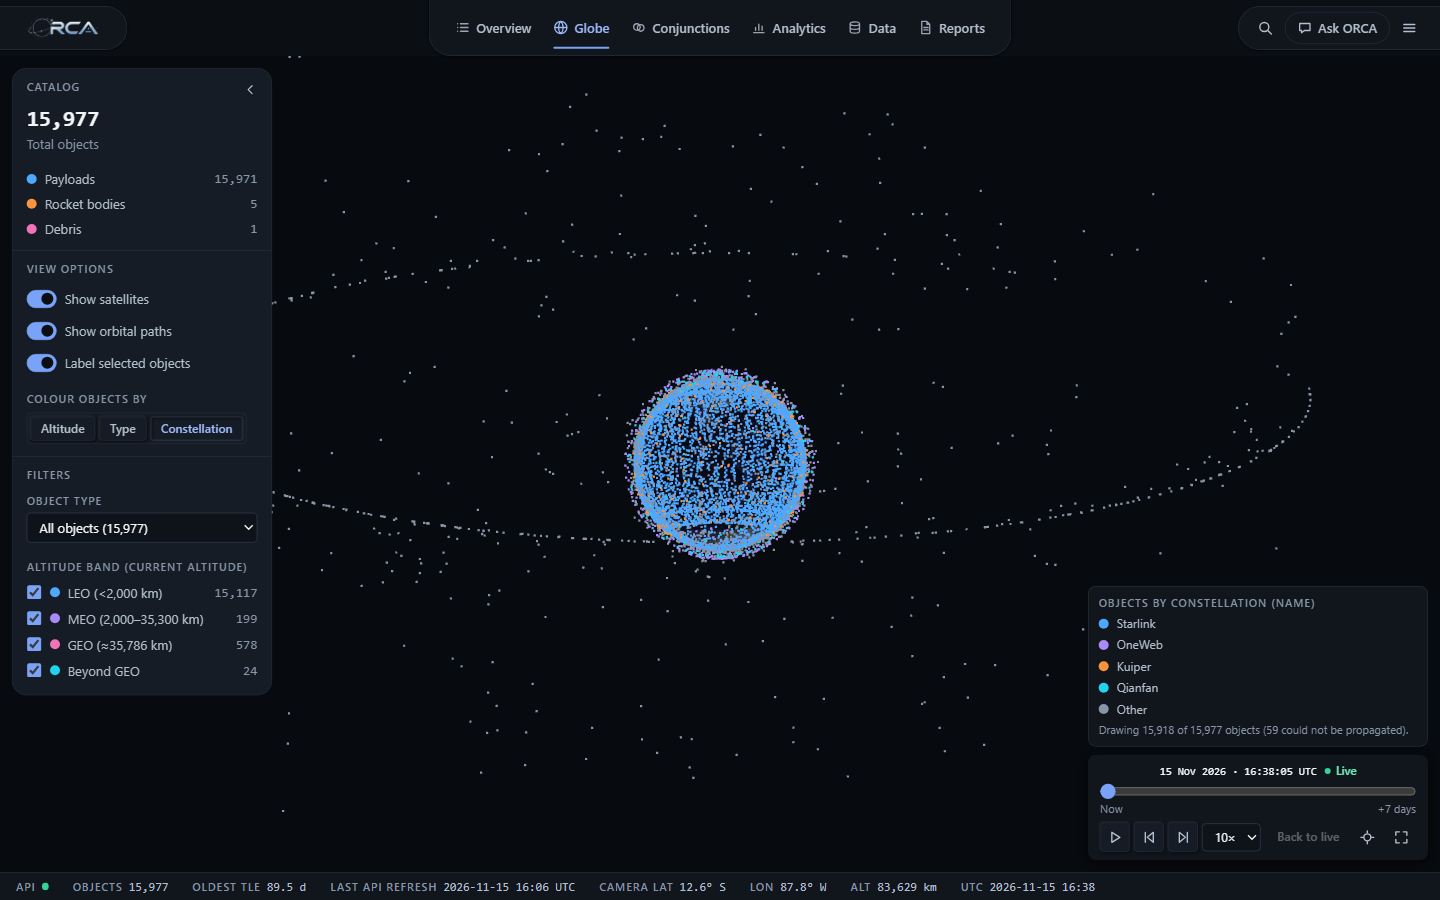 ORCA
Overview
Globe
Conjunctions
Analytics
Data
Reports
Ask ORCA
CATALOG
15,977
Total objects
Payloads 15,971
Rocket bodies 5
Debris 1
VIEW OPTIONS
Show satellites
Show orbital paths
Label selected objects
COLOUR OBJECTS BY
Altitude Type Constellation
FILTERS
OBJECT TYPE
All objects (15,977)
ALTITUDE BAND (CURRENT ALTITUDE)
LEO (<2,000 km) 15,117
MEO (2,000–35,300 km) 199
GEO (≈35,786 km) 578
Beyond GEO 24
OBJECTS BY CONSTELLATION (NAME)
Starlink
OneWeb
Kuiper
Qianfan
Other
Drawing 15,918 of 15,977 objects (59 could not be propagated).
15 Nov 2026 · 16:38:05 UTC Live
Now +7 days
10× Back to live
API OBJECTS 15,977 OLDEST TLE 89.5 d LAST API REFRESH 2026-11-15 16:06 UTC CAMERA LAT 12.6° S LON 87.8° W ALT 83,629 km UTC 2026-11-15 16:38